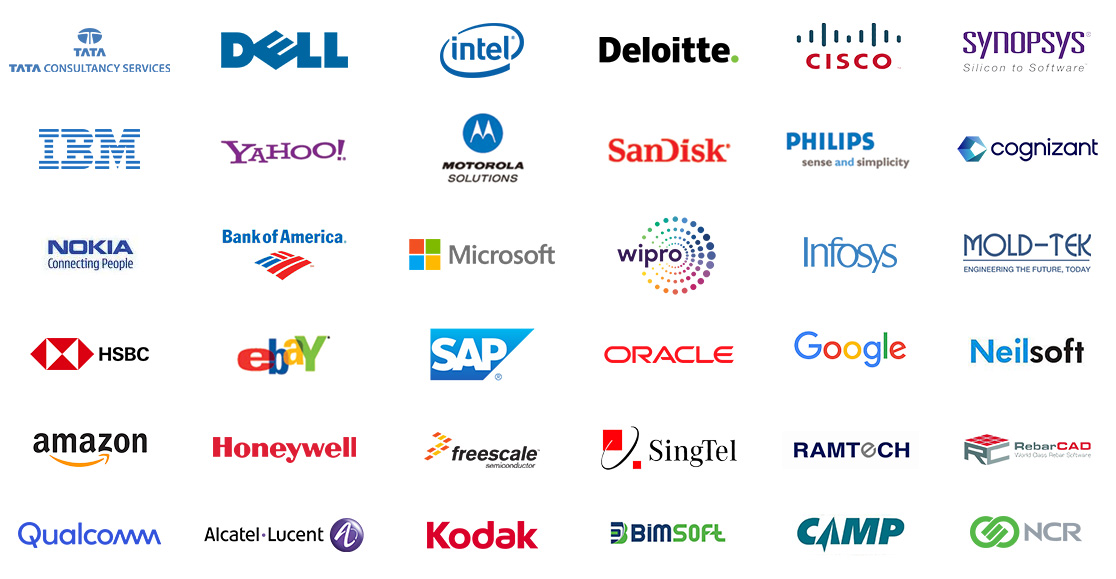 TATA
TATA CONSULTANCY SERVICES
DELL
intel
Deloitte.
CISCO
SYNOPSYS®
Silicon to Software™
IBM
YAHOO!
MOTOROLA
SOLUTIONS
SanDisk®
PHILIPS
sense and simplicity
cognizant
NOKIA
Connecting People
Bank of America
Microsoft
wipro
Infosys
MOLD-TEK
ENGINEERING THE FUTURE, TODAY
HSBC
ebaY
SAP®
ORACLE
Google
Neilsoft
amazon
Honeywell
freescale
semiconductor
SingTel
RAMTeCH
RC
RebarCAD
World Class Rebar Software
Qualcomm
Alcatel·Lucent
Kodak
BIMSOFT
CAMP
NCR